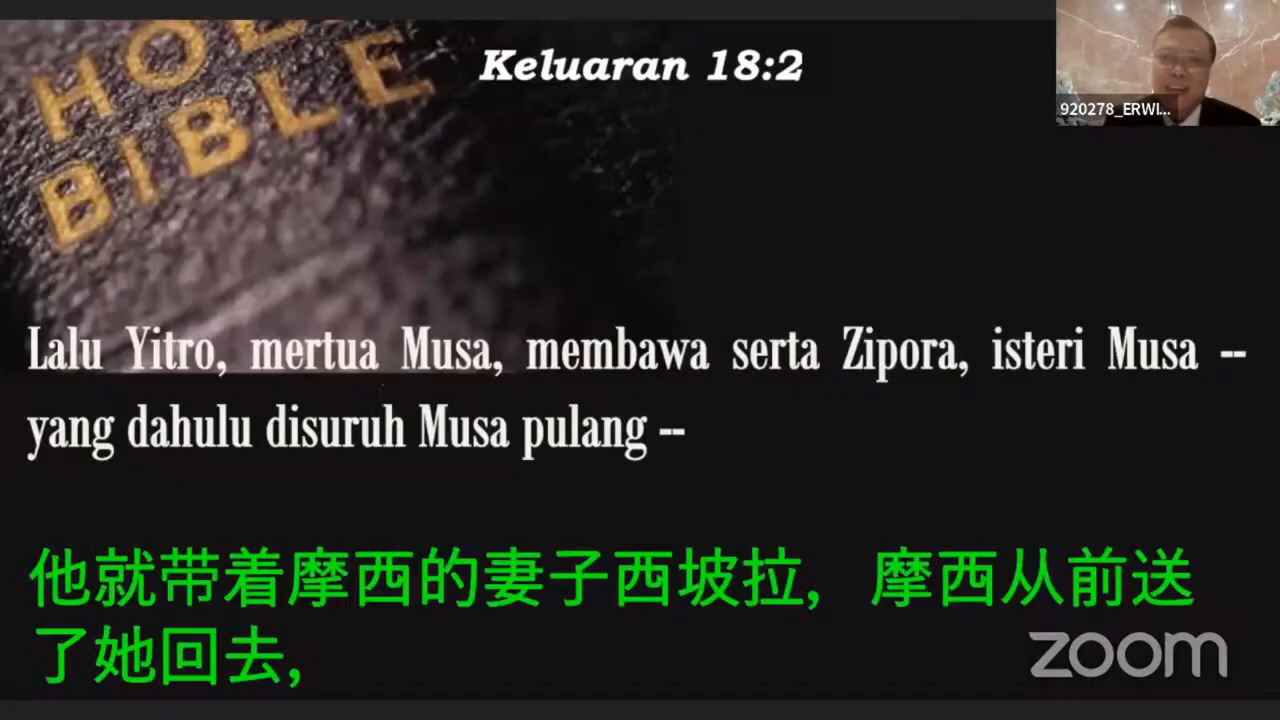 HOL
BIBLE
Keluaran 18:2
920278_ERWI...
Lalu Yitro, mertua Musa, membawa serta Zipora, isteri Musa --
yang dahulu disuruh Musa pulang --
他就带着摩西的妻子西坡拉, 摩西从前送
了她回去,
zoom